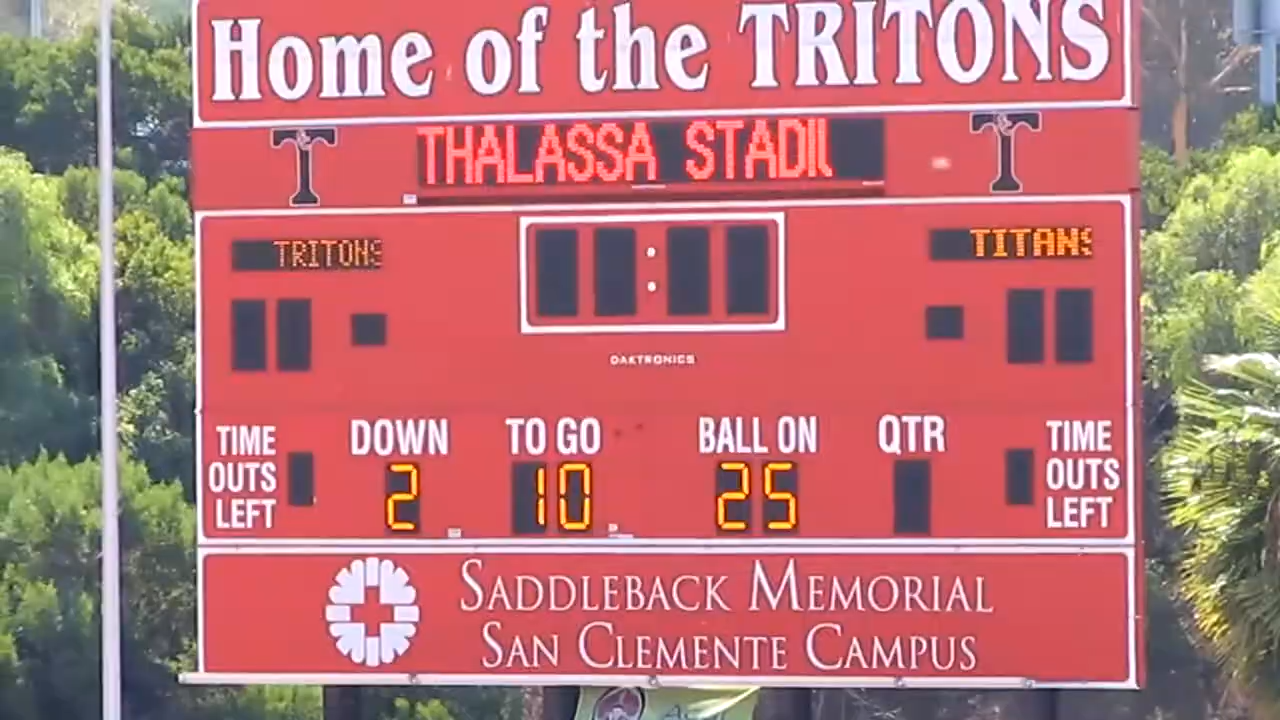 Home of the TRITONS
T THALASSA STADIU T
TRITONS TITANS
:
DAKTRONICS
TIME OUTS LEFT
DOWN TO GO BALL ON QTR
2 10 25
TIME OUTS LEFT
SADDLEBACK MEMORIAL
SAN CLEMENTE CAMPUS